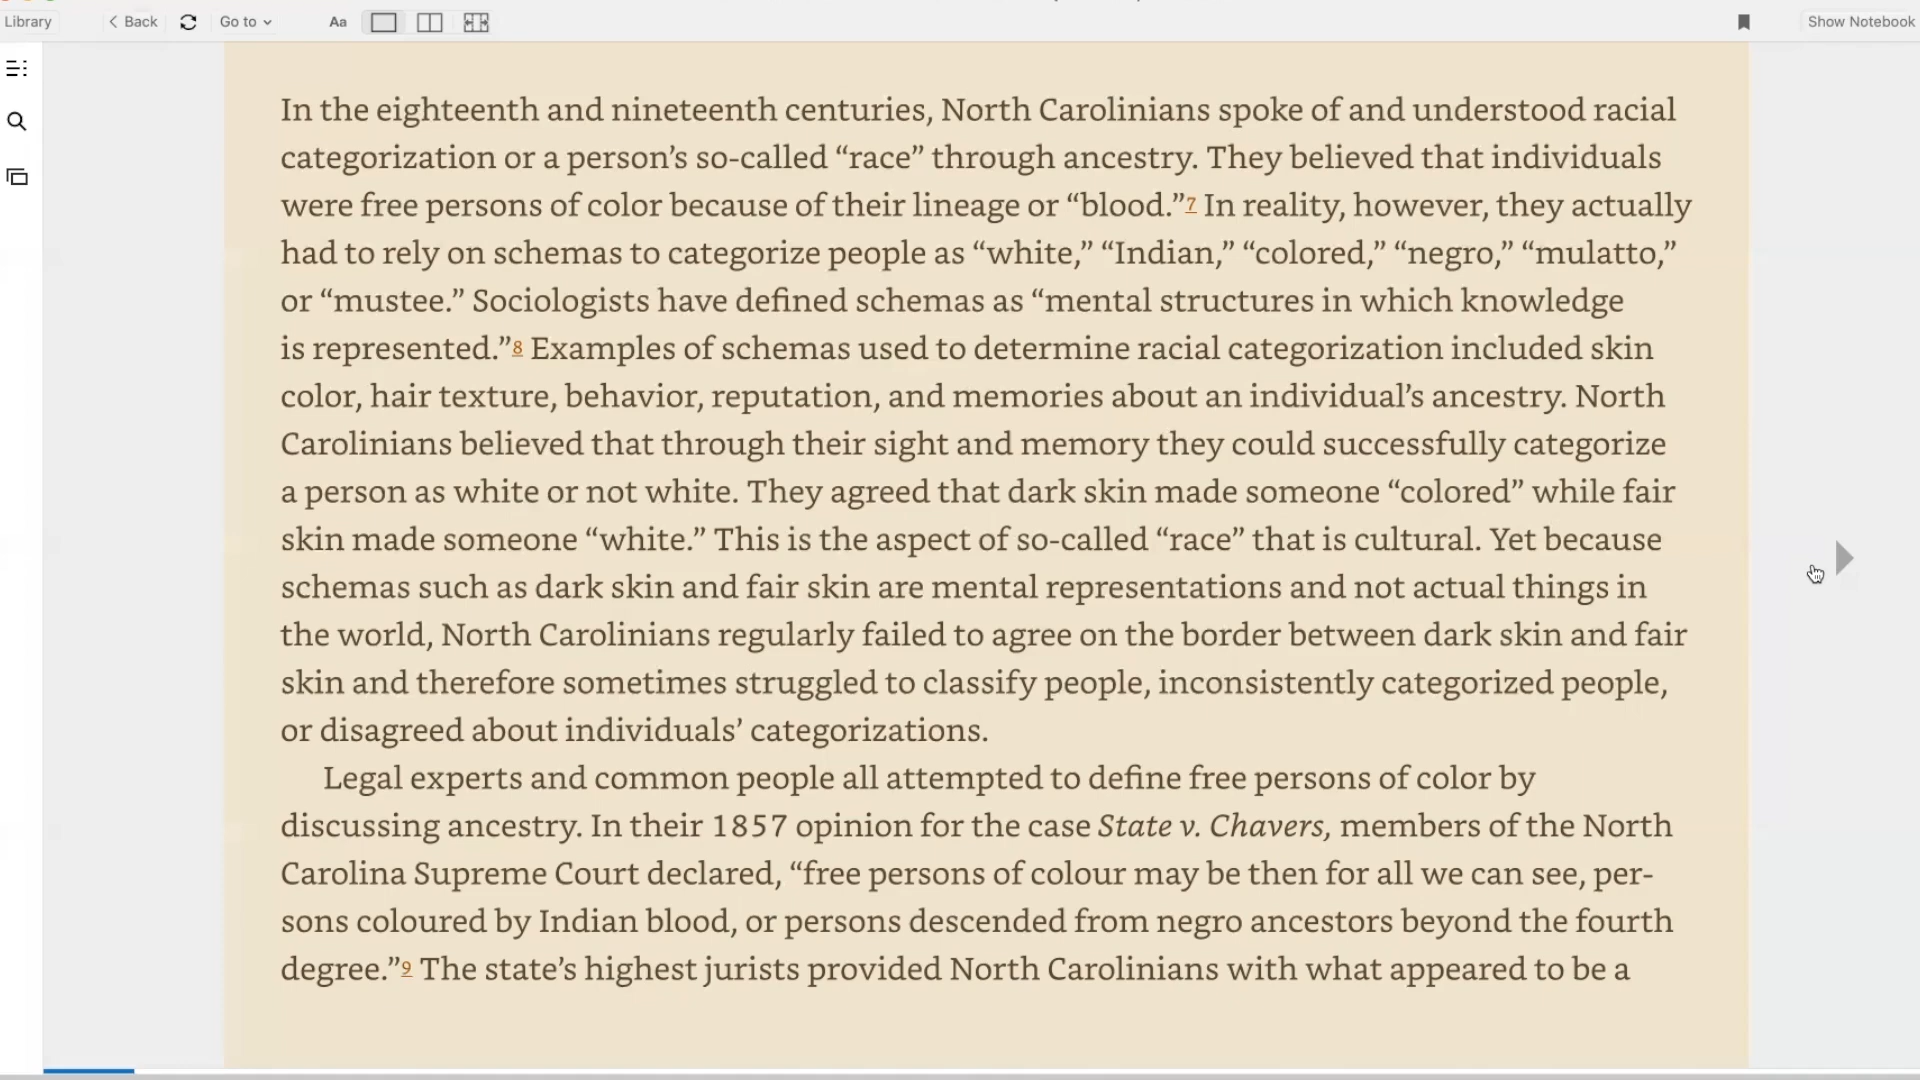 Library
Back
Go to
Aa
Show Notebook
In the eighteenth and nineteenth centuries, North Carolinians spoke of and understood racial
categorization or a person’s so-called “race” through ancestry. They believed that individuals
were free persons of color because of their lineage or “blood.”7 In reality, however, they actually
had to rely on schemas to categorize people as “white,” “Indian,” “colored,” “negro,” “mulatto,”
or “mustee.” Sociologists have defined schemas as “mental structures in which knowledge
is represented.”8 Examples of schemas used to determine racial categorization included skin
color, hair texture, behavior, reputation, and memories about an individual’s ancestry. North
Carolinians believed that through their sight and memory they could successfully categorize
a person as white or not white. They agreed that dark skin made someone “colored” while fair
skin made someone “white.” This is the aspect of so-called “race” that is cultural. Yet because
schemas such as dark skin and fair skin are mental representations and not actual things in
the world, North Carolinians regularly failed to agree on the border between dark skin and fair
skin and therefore sometimes struggled to classify people, inconsistently categorized people,
or disagreed about individuals’ categorizations.
Legal experts and common people all attempted to define free persons of color by
discussing ancestry. In their 1857 opinion for the case State v. Chavers, members of the North
Carolina Supreme Court declared, “free persons of colour may be then for all we can see, per-
sons coloured by Indian blood, or persons descended from negro ancestors beyond the fourth
degree.”9 The state’s highest jurists provided North Carolinians with what appeared to be a